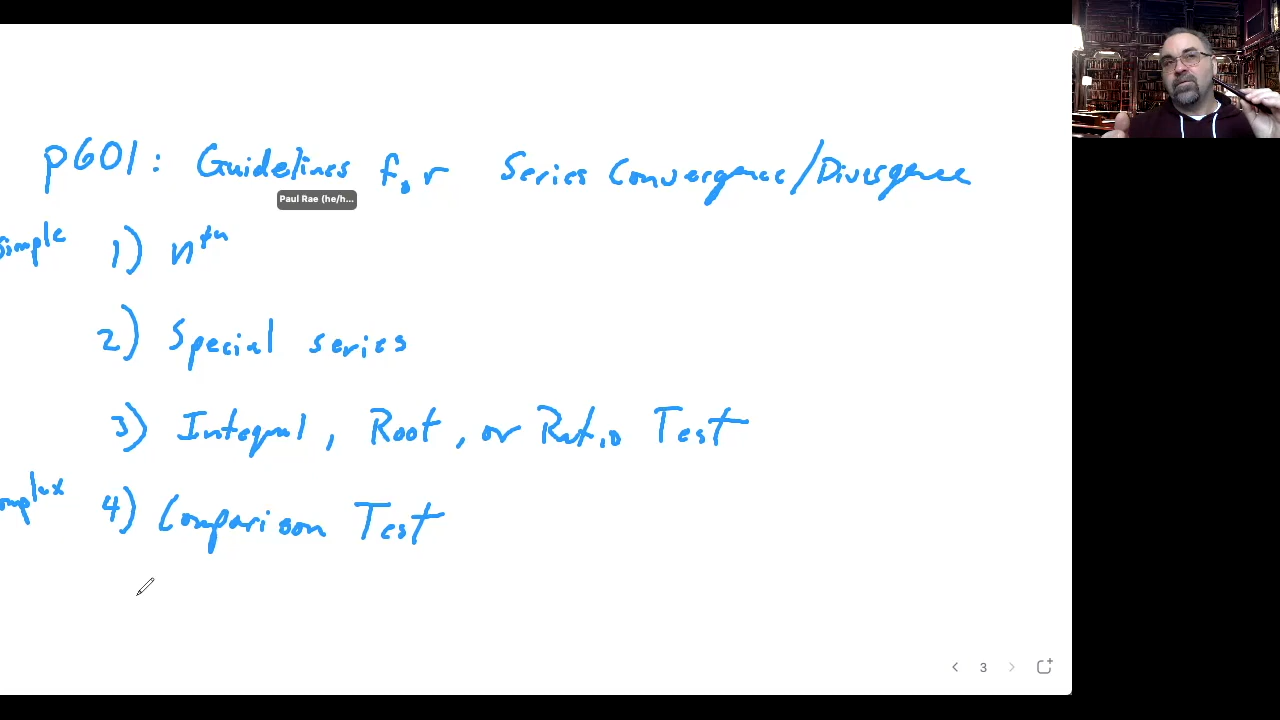 p601: Guidelines for Series Convergence/Divergence
Paul Rae (he/h...
simple 1) nth
2) Special series
3) Integral, Root, or Ratio Test
omplex 4) Comparison Test
3